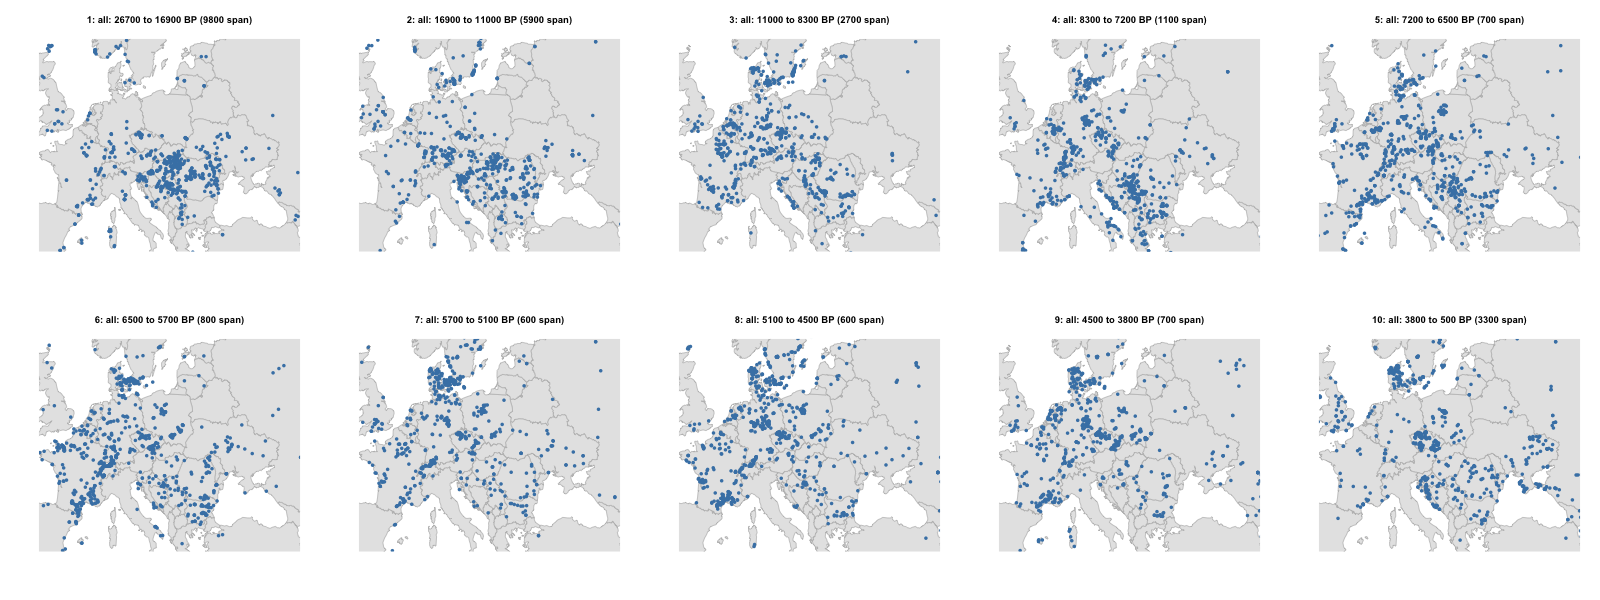 1: all: 26700 to 16900 BP (9800 span)
2: all: 16900 to 11000 BP (5900 span)
3: all: 11000 to 8300 BP (2700 span)
4: all: 8300 to 7200 BP (1100 span)
5: all: 7200 to 6500 BP (700 span)
6: all: 6500 to 5700 BP (800 span)
7: all: 5700 to 5100 BP (600 span)
8: all: 5100 to 4500 BP (600 span)
9: all: 4500 to 3800 BP (700 span)
10: all: 3800 to 500 BP (3300 span)